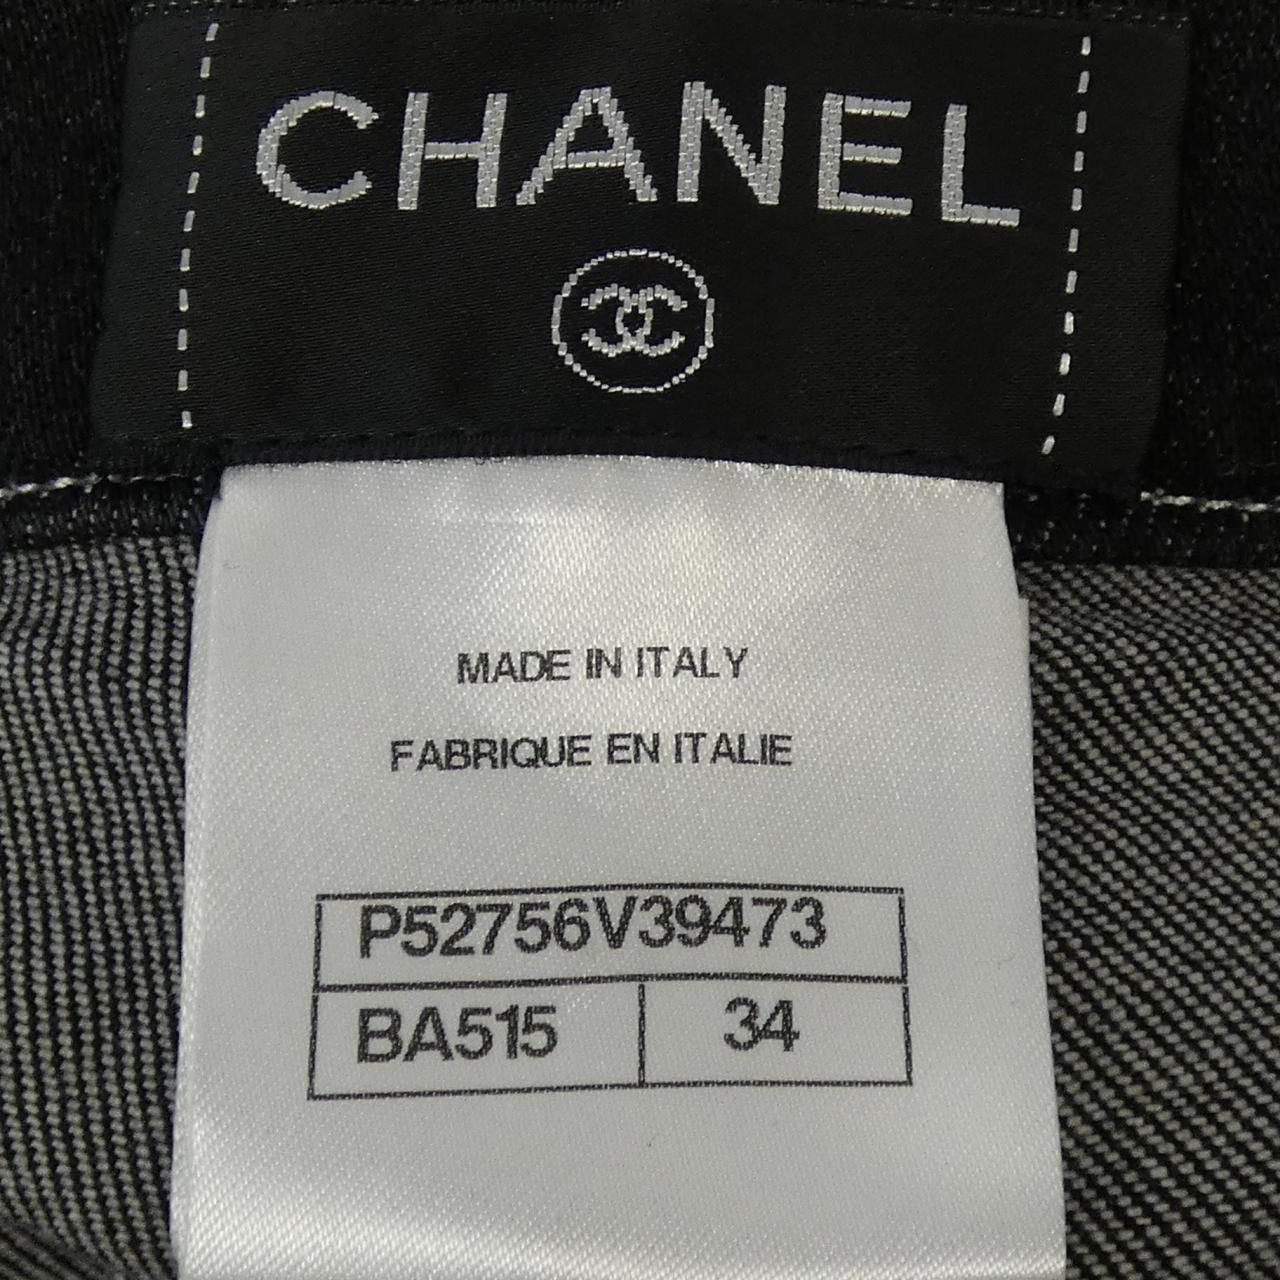 CHANEL
MADE IN ITALY
FABRIQUE EN ITALIE
P52756V39473
BA515 34